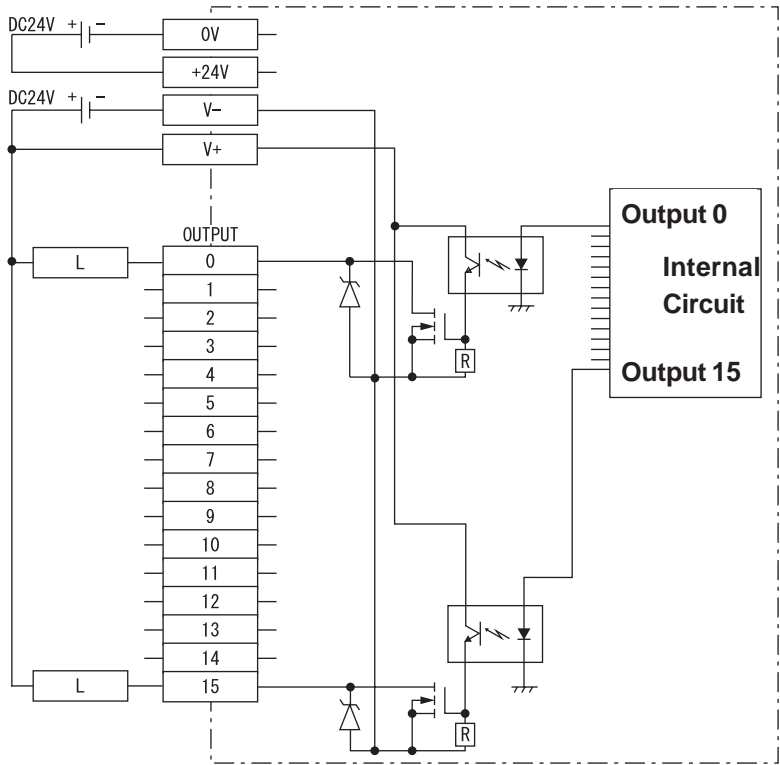 DC24V + −
0V
+24V
DC24V + −
V−
V+
OUTPUT
L
0
1
2
3
4
5
6
7
8
9
10
11
12
13
14
L
15
R
R
Output 0
Internal
Circuit
Output 15